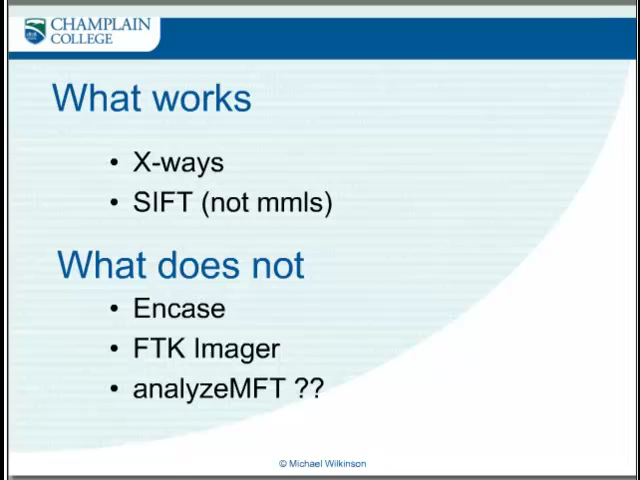 CHAMPLAIN
COLLEGE
What works
• X-ways
• SIFT (not mmls)
What does not
• Encase
• FTK Imager
• analyzeMFT ??
© Michael Wilkinson